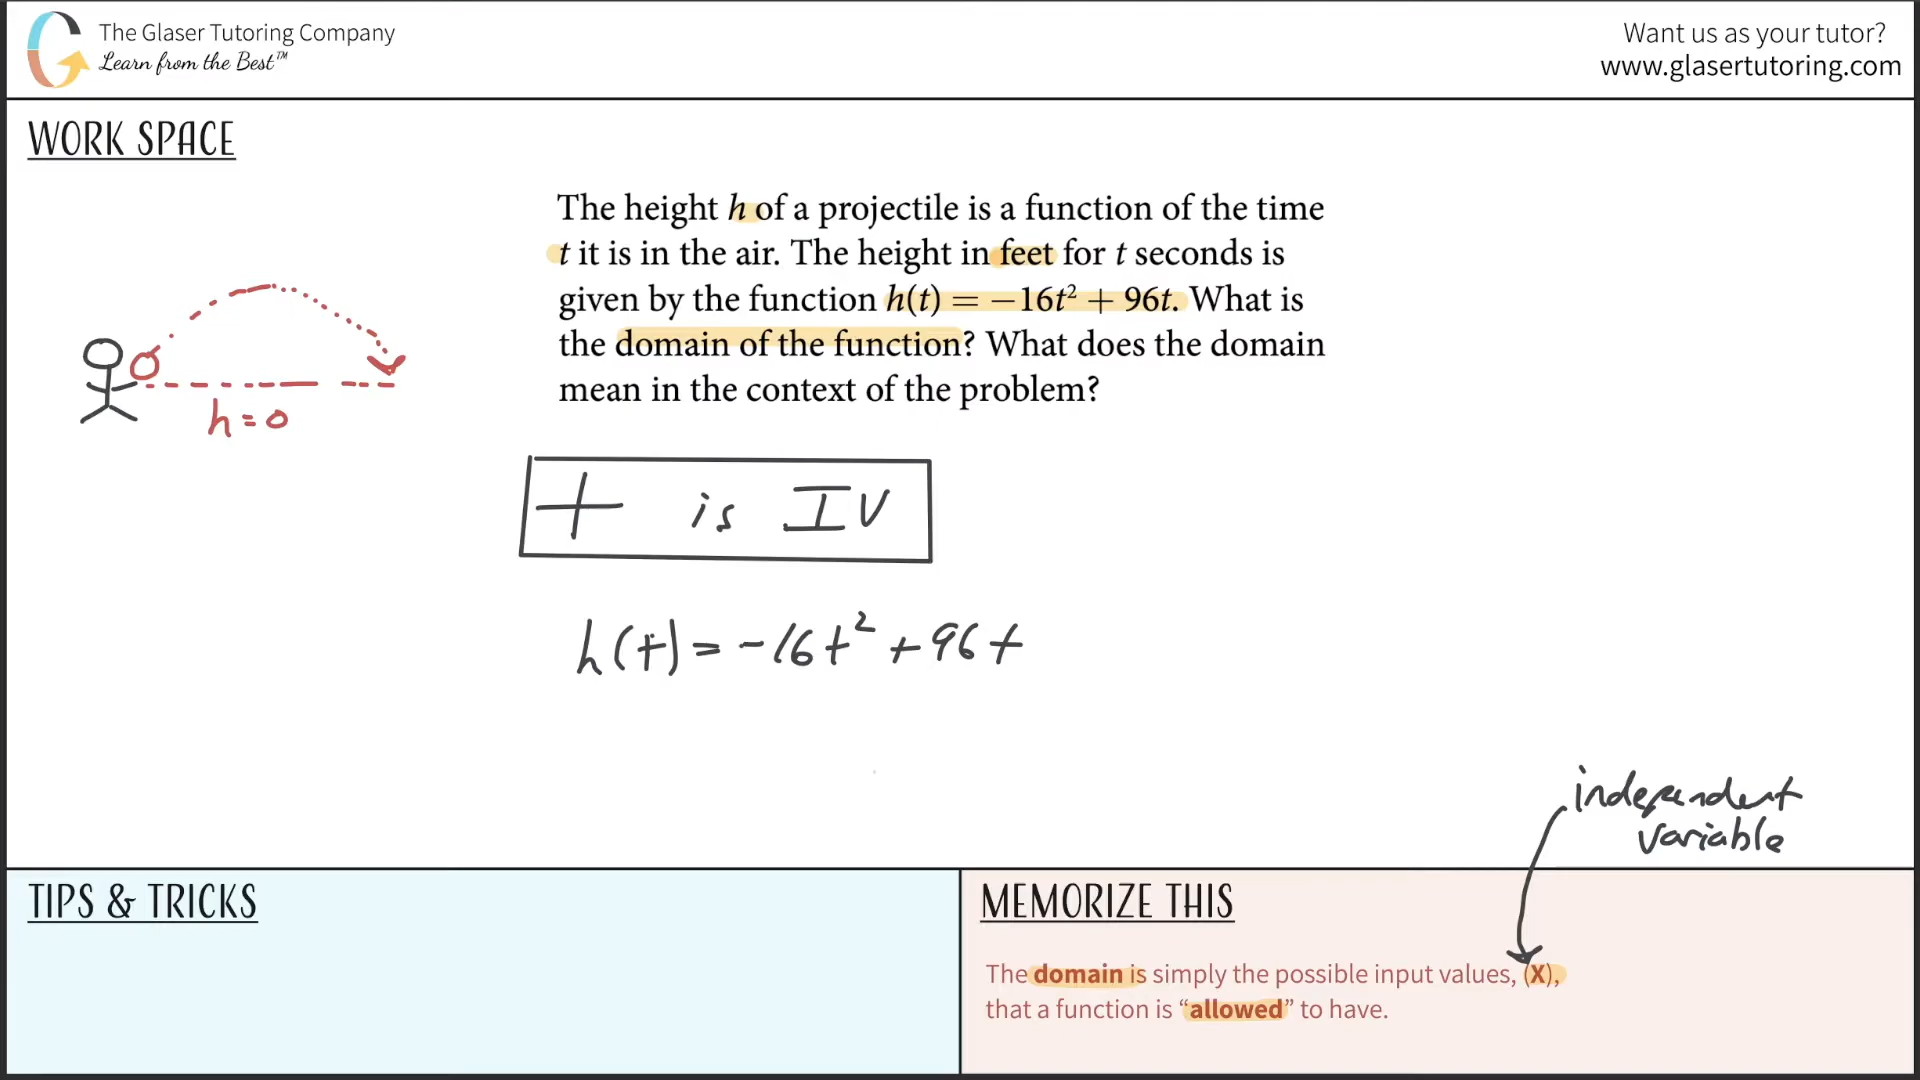 The Glaser Tutoring Company
Learn from the Best™
Want us as your tutor?
www.glasertutoring.com
WORK SPACE
The height h of a projectile is a function of the time
t it is in the air. The height in feet for t seconds is
given by the function h(t) = −16t² + 96t. What is
the domain of the function? What does the domain
mean in the context of the problem?
h=0
t is IV
h(t) = -16t² + 96t
independent
variable
TIPS & TRICKS
MEMORIZE THIS
The domain is simply the possible input values, (X),
that a function is “allowed” to have.